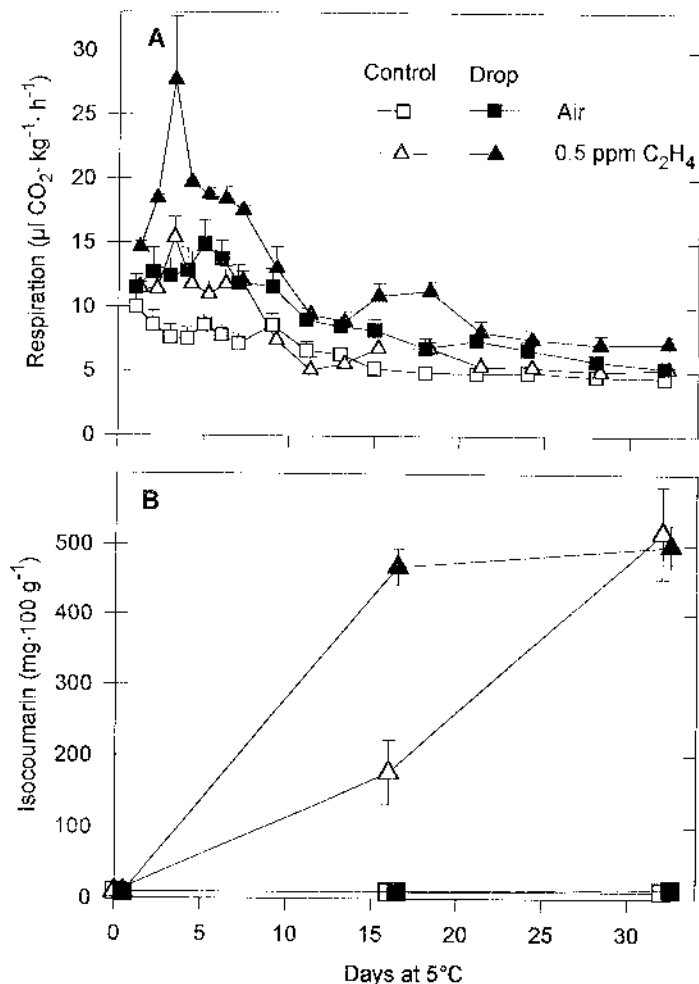 A
Respiration (µl CO₂· kg⁻¹· h⁻¹)
30
25
20
15
10
5
0
Control Drop
Air
0.5 ppm C₂H₄
B
Isocoumarin (mg·100 g⁻¹)
500
400
300
200
100
0
0 5 10 15 20 25 30
Days at 5°C